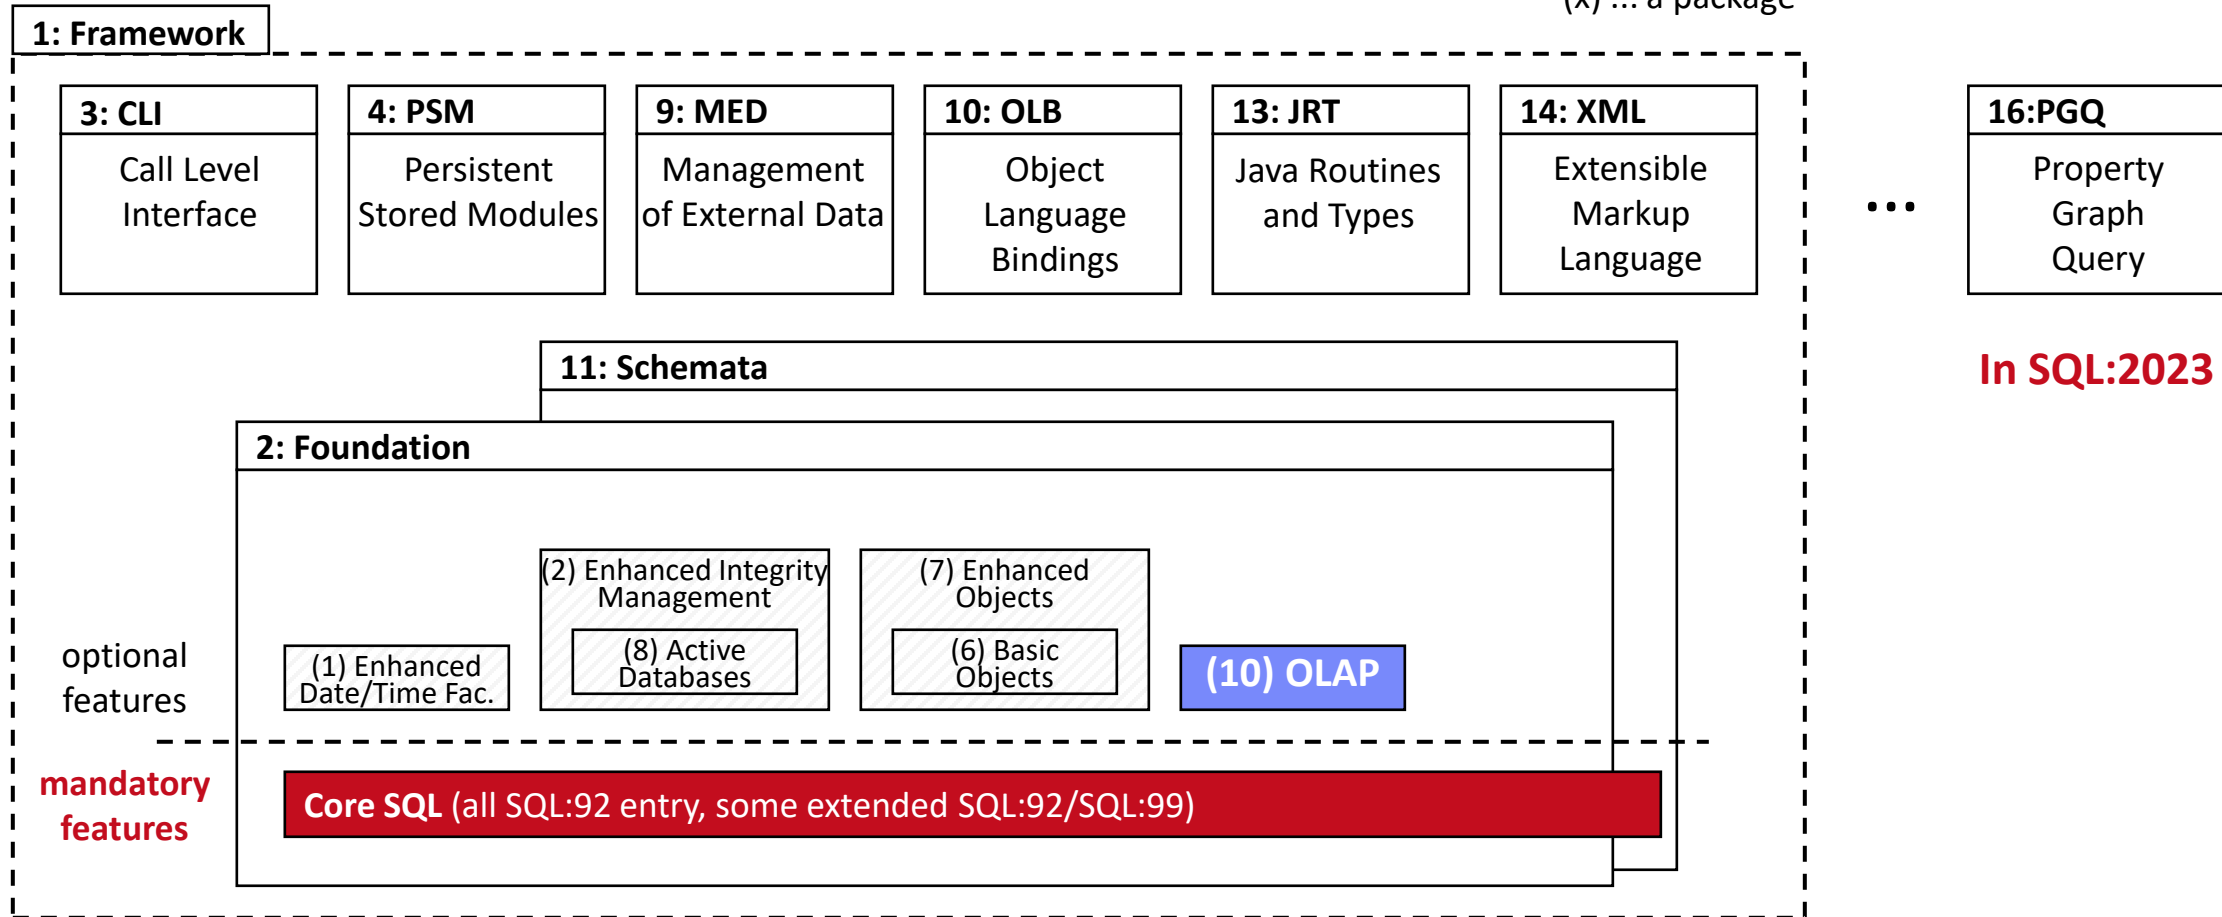 (x) ... a package
1: Framework
3: CLI
Call Level
Interface
4: PSM
Persistent
Stored Modules
9: MED
Management
of External Data
10: OLB
Object
Language
Bindings
13: JRT
Java Routines
and Types
14: XML
Extensible
Markup
Language
...
16:PGQ
Property
Graph
Query
In SQL:2023
11: Schemata
2: Foundation
optional
features
(1) Enhanced
Date/Time Fac.
(2) Enhanced Integrity
Management
(8) Active
Databases
(7) Enhanced
Objects
(6) Basic
Objects
(10) OLAP
mandatory
features
Core SQL (all SQL:92 entry, some extended SQL:92/SQL:99)